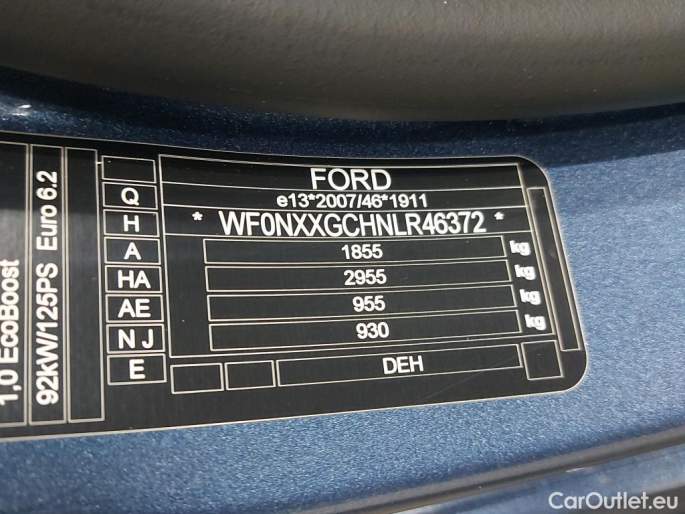 FORD
e13*2007/46*1911
* WF0NXXGCHNLR46372 *
1855 kg
2955 kg
955 kg
930 kg
DEH
Q
H
A
HA
AE
N J
E
1,0 EcoBoost
92kW/125PS Euro 6.2
CarOutlet.eu